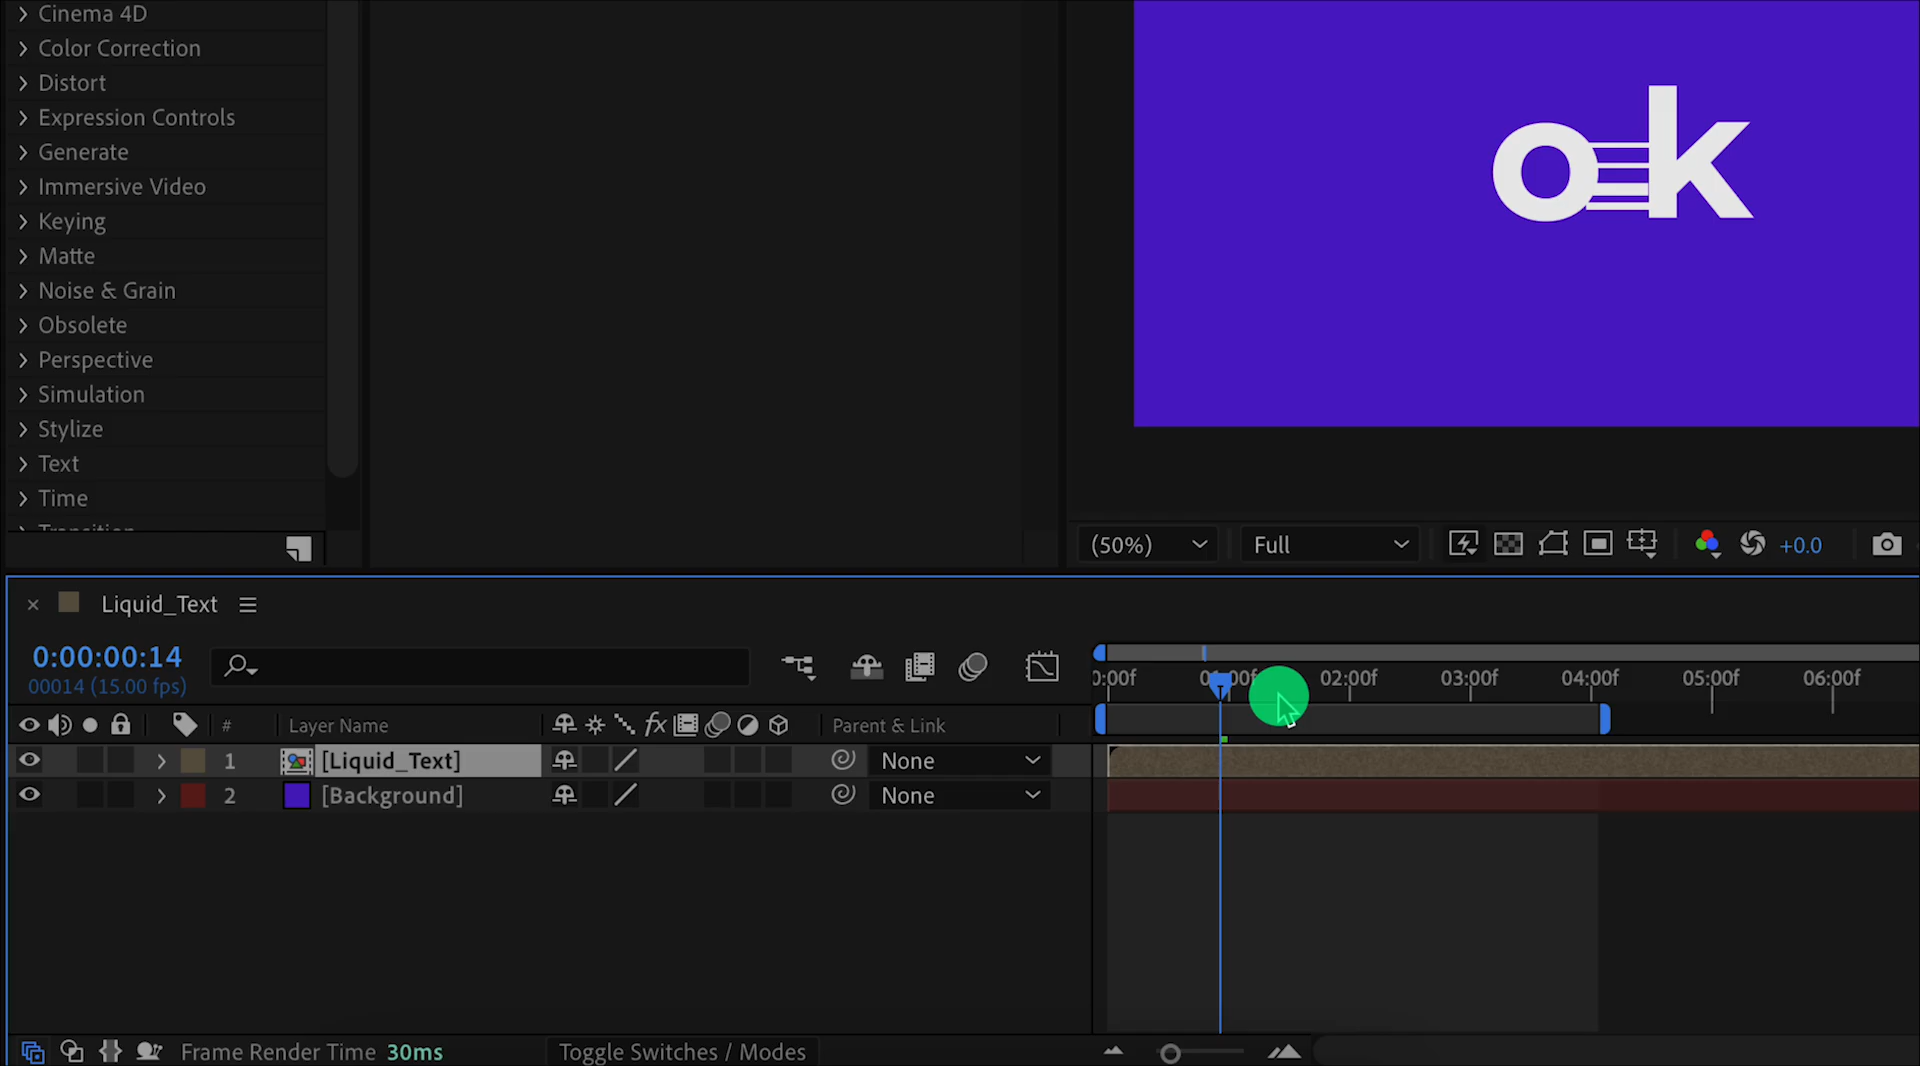 Cinema 4D
Color Correction
Distort
Expression Controls
Generate
Immersive Video
Keying
Matte
Noise & Grain
Obsolete
Perspective
Simulation
Stylize
Text
Time
Transition
ok
(50%)
Full
+0.0
Liquid_Text
0:00:00:14
00014 (15.00 fps)
0:00f
01:00f
02:00f
03:00f
04:00f
05:00f
06:00f
#
Layer Name
fx
Parent & Link
1
[Liquid_Text]
None
2
[Background]
None
Frame Render Time 30ms
Toggle Switches / Modes